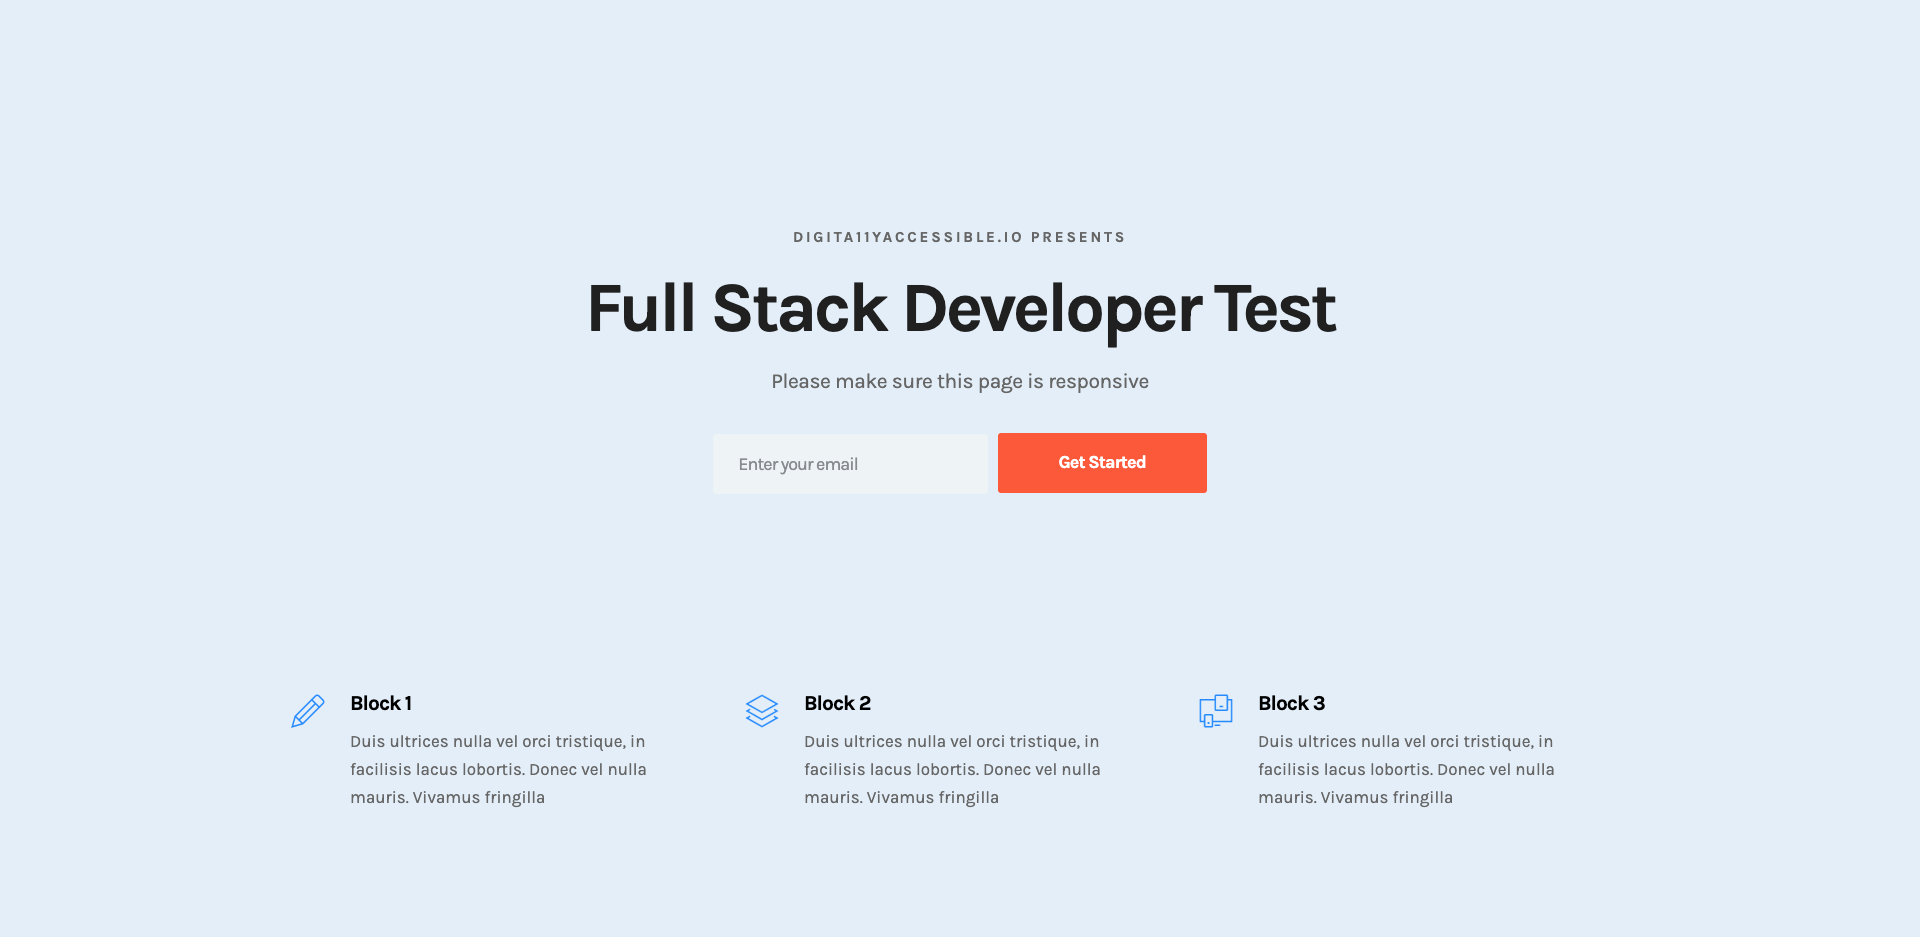 DIGITA11YACCESSIBLE.IO PRESENTS
Full Stack Developer Test
Please make sure this page is responsive
Enter your email
Get Started
Block 1
Duis ultrices nulla vel orci tristique, in
facilisis lacus lobortis. Donec vel nulla
mauris. Vivamus fringilla
Block 2
Duis ultrices nulla vel orci tristique, in
facilisis lacus lobortis. Donec vel nulla
mauris. Vivamus fringilla
Block 3
Duis ultrices nulla vel orci tristique, in
facilisis lacus lobortis. Donec vel nulla
mauris. Vivamus fringilla